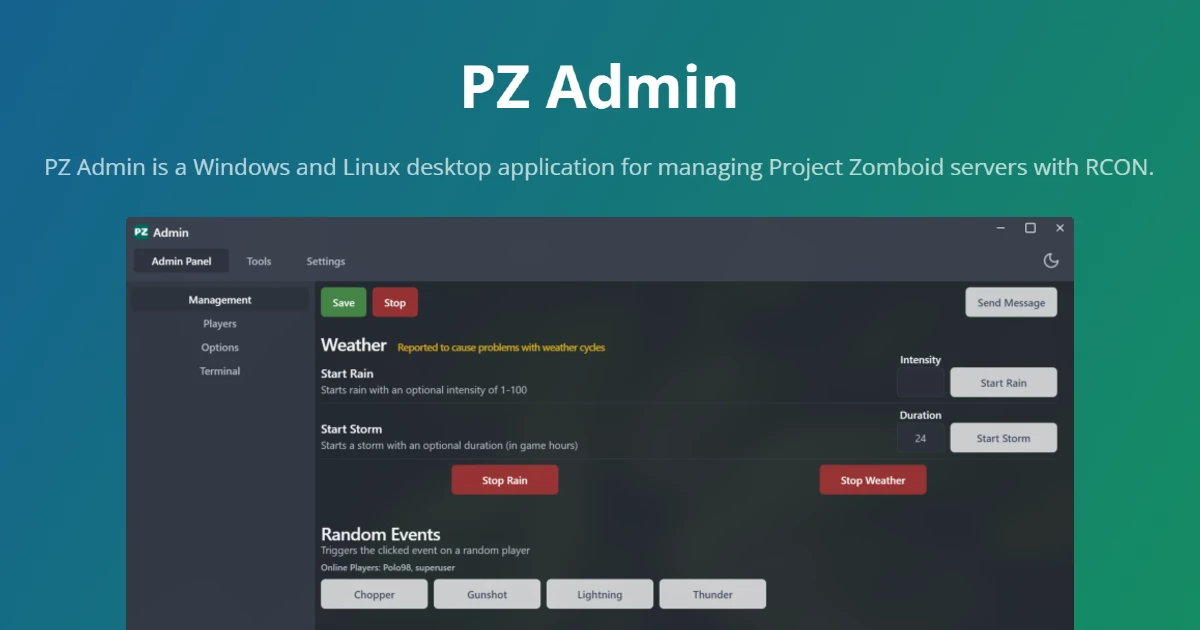 PZ Admin
PZ Admin is a Windows and Linux desktop application for managing Project Zomboid servers with RCON.
PZ Admin
Admin Panel Tools Settings
Management
Players
Options
Terminal
Save Stop Send Message
Weather Reported to cause problems with weather cycles
Start Rain
Starts rain with an optional intensity of 1-100
Intensity
Start Rain
Start Storm
Starts a storm with an optional duration (in game hours)
Duration
24 Start Storm
Stop Rain Stop Weather
Random Events
Triggers the clicked event on a random player
Online Players: Polo98, superuser
Chopper Gunshot Lightning Thunder